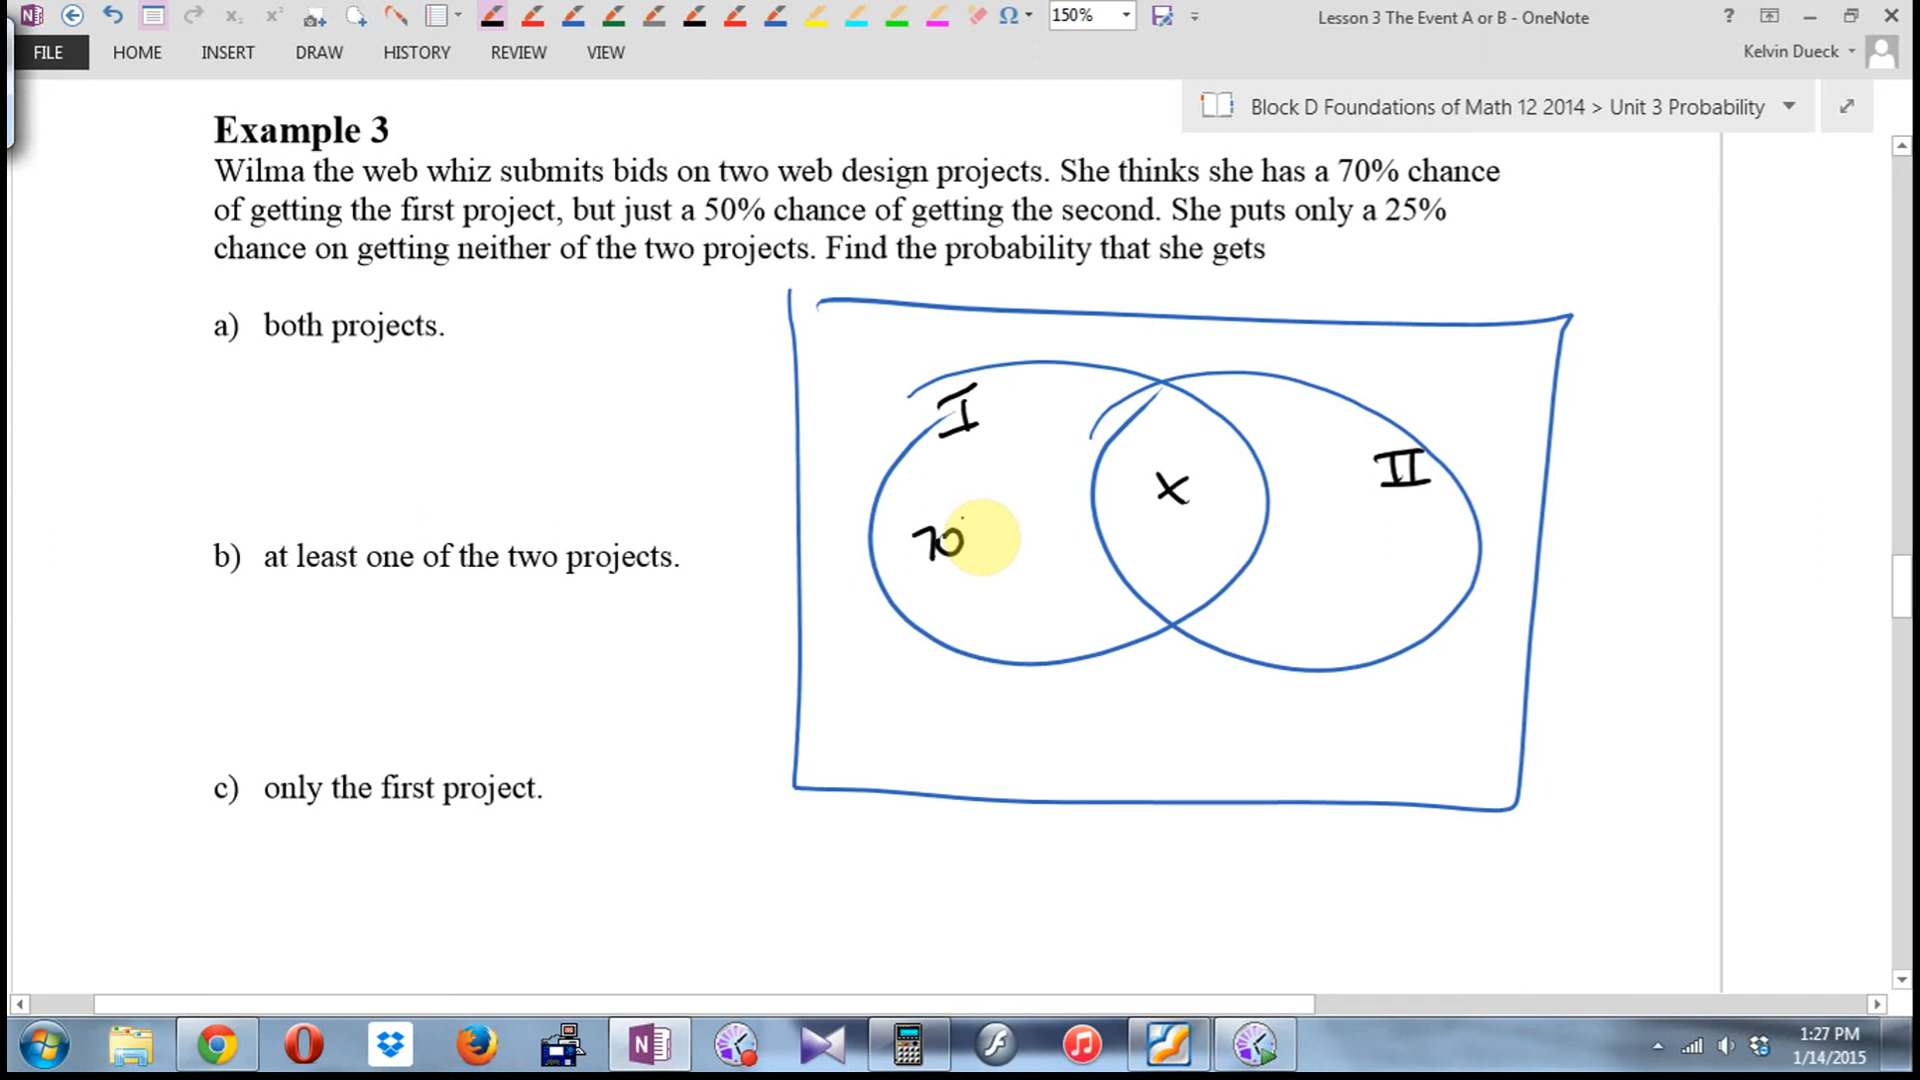 150%
Lesson 3 The Event A or B - OneNote
FILE HOME INSERT DRAW HISTORY REVIEW VIEW
Kelvin Dueck
Block D Foundations of Math 12 2014 > Unit 3 Probability
Example 3
Wilma the web whiz submits bids on two web design projects. She thinks she has a 70% chance
of getting the first project, but just a 50% chance of getting the second. She puts only a 25%
chance on getting neither of the two projects. Find the probability that she gets
a) both projects.
I
II
x
b) at least one of the two projects.
70
c) only the first project.
1:27 PM
1/14/2015